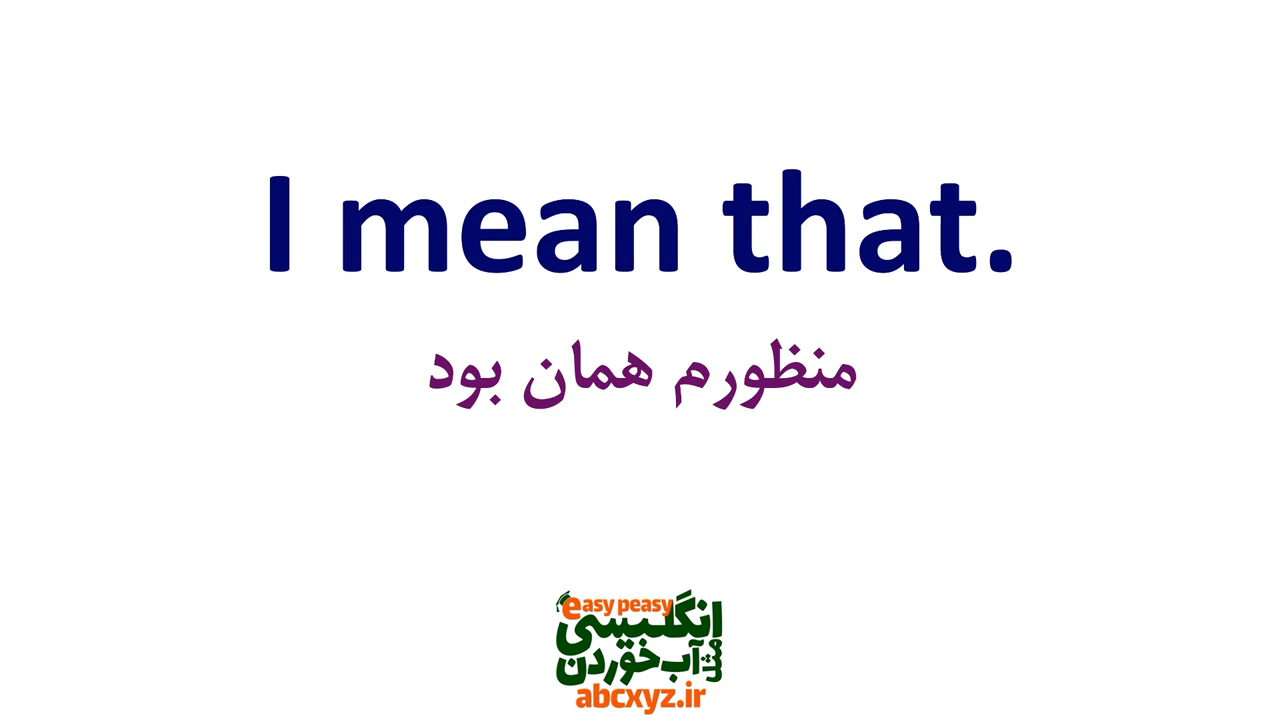 I mean that.
منظورم همان بود
easy peasy
انگلیسی
مثل آب خوردن
abcxyz.ir